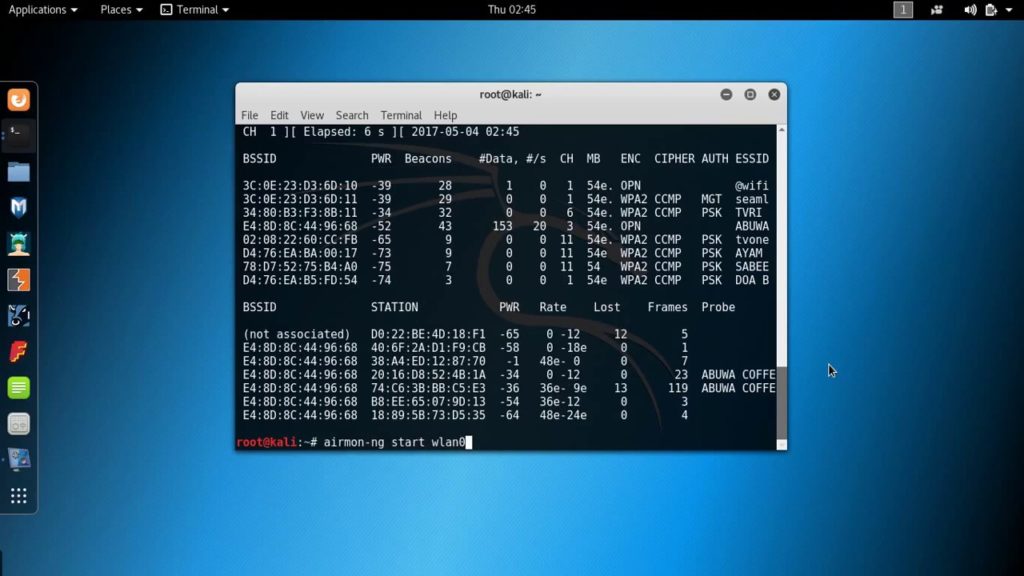 Applications Places Terminal Thu 02:45 1
root@kali: ~
File Edit View Search Terminal Help
CH 1 ][ Elapsed: 6 s ][ 2017-05-04 02:45
BSSID PWR Beacons #Data, #/s CH MB ENC CIPHER AUTH ESSID
3C:0E:23:D3:6D:10 -39 28 1 0 1 54e. OPN @wifi
3C:0E:23:D3:6D:11 -39 29 0 0 1 54e. WPA2 CCMP MGT seaml
34:80:B3:F3:8B:11 -34 32 0 0 6 54e. WPA2 CCMP PSK TVRI
E4:8D:8C:44:96:68 -52 43 153 20 3 54e. OPN ABUWA
02:08:22:60:CC:FB -65 9 0 0 11 54e. WPA2 CCMP PSK tvone
D4:76:EA:BA:00:17 -73 9 0 0 11 54e. WPA2 CCMP PSK AYAM
78:D7:52:75:B4:A0 -75 7 0 0 11 54 WPA2 CCMP PSK SABEE
D4:76:EA:B5:FD:54 -74 3 0 0 1 54e WPA2 CCMP PSK DOA B
BSSID STATION PWR Rate Lost Frames Probe
(not associated) D0:22:BE:4D:18:F1 -65 0 -12 12 5
E4:8D:8C:44:96:68 40:6F:2A:D1:F9:CB -58 0 -18e 0 1
E4:8D:8C:44:96:68 38:A4:ED:12:87:70 -1 48e- 0 0 7
E4:8D:8C:44:96:68 20:16:D8:52:4B:1A -34 0 -12 0 23 ABUWA COFFE
E4:8D:8C:44:96:68 74:C6:3B:BB:C5:E3 -36 36e- 9e 13 119 ABUWA COFFE
E4:8D:8C:44:96:68 B8:EE:65:07:9D:13 -54 36e-12 0 3
E4:8D:8C:44:96:68 18:89:5B:73:D5:35 -64 48e-24e 0 4
root@kali:~# airmon-ng start wlan0